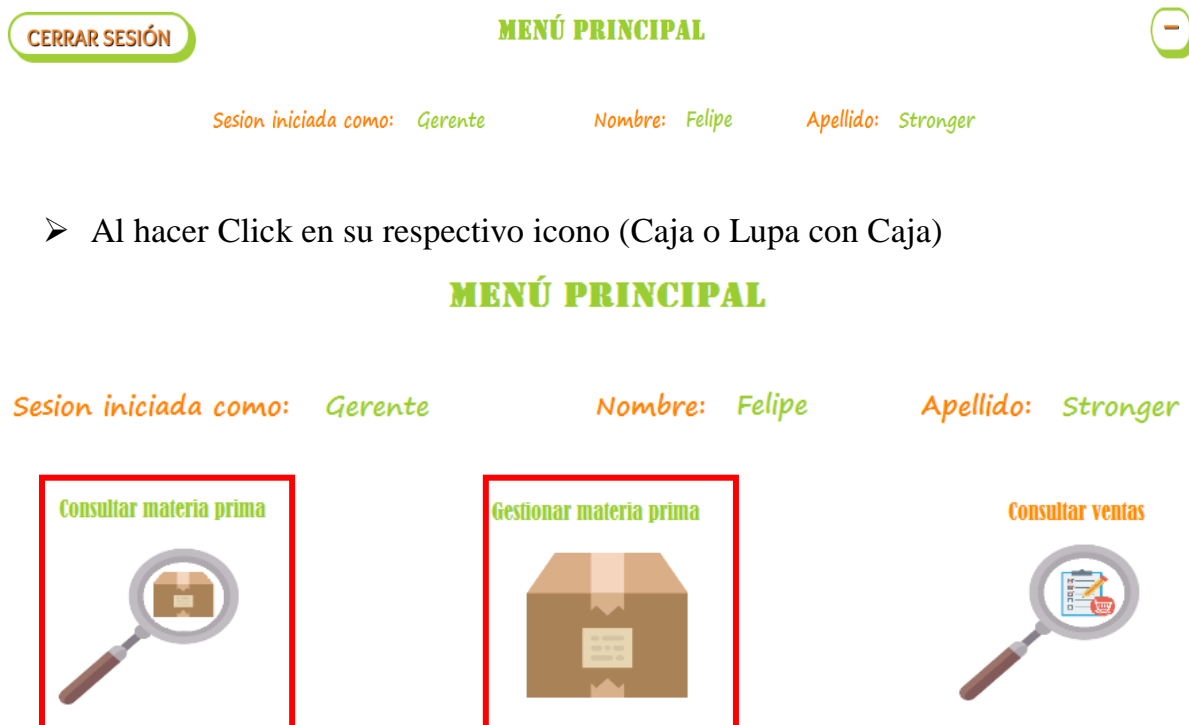 CERRAR SESIÓN MENÚ PRINCIPAL -
Sesion iniciada como: Gerente Nombre: Felipe Apellido: Stronger
➢ Al hacer Click en su respectivo icono (Caja o Lupa con Caja)
MENÚ PRINCIPAL
Sesion iniciada como: Gerente Nombre: Felipe Apellido: Stronger
Consultar materia prima Gestionar materia prima Consultar ventas